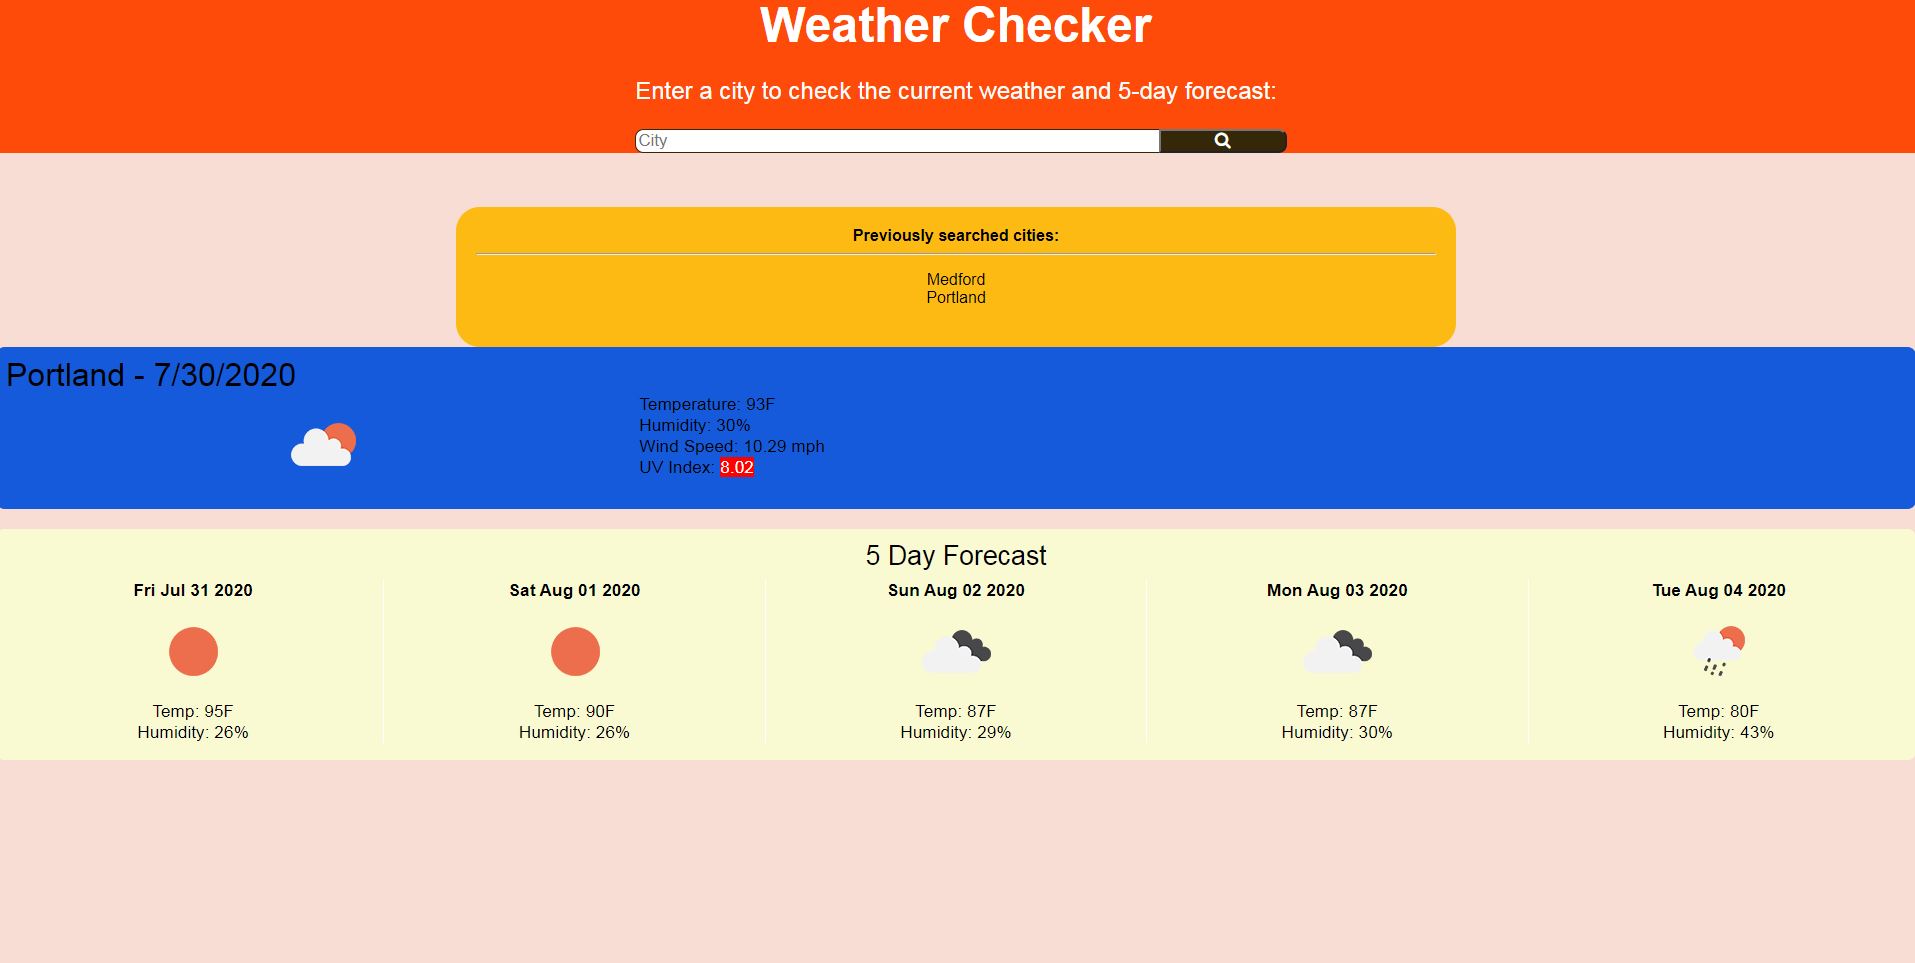 Weather Checker
Enter a city to check the current weather and 5-day forecast:
City
Previously searched cities:
Medford
Portland
Portland - 7/30/2020
Temperature: 93F
Humidity: 30%
Wind Speed: 10.29 mph
UV Index: 8.02
5 Day Forecast
Fri Jul 31 2020
Temp: 95F
Humidity: 26%
Sat Aug 01 2020
Temp: 90F
Humidity: 26%
Sun Aug 02 2020
Temp: 87F
Humidity: 29%
Mon Aug 03 2020
Temp: 87F
Humidity: 30%
Tue Aug 04 2020
Temp: 80F
Humidity: 43%